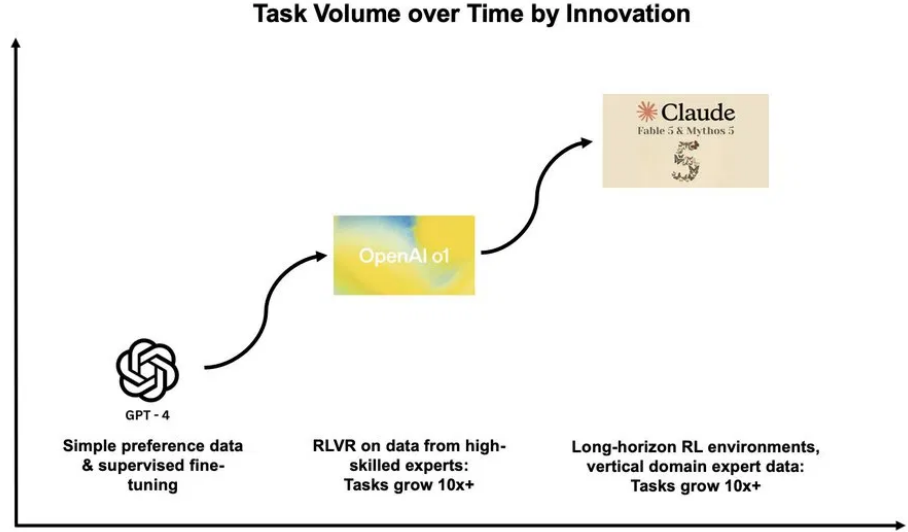 Task Volume over Time by Innovation
Claude
Fable 5 & Mythos 5
5
OpenAI o1
GPT - 4
Simple preference data
& supervised fine-
tuning
RLVR on data from high-
skilled experts:
Tasks grow 10x+
Long-horizon RL environments,
vertical domain expert data:
Tasks grow 10x+